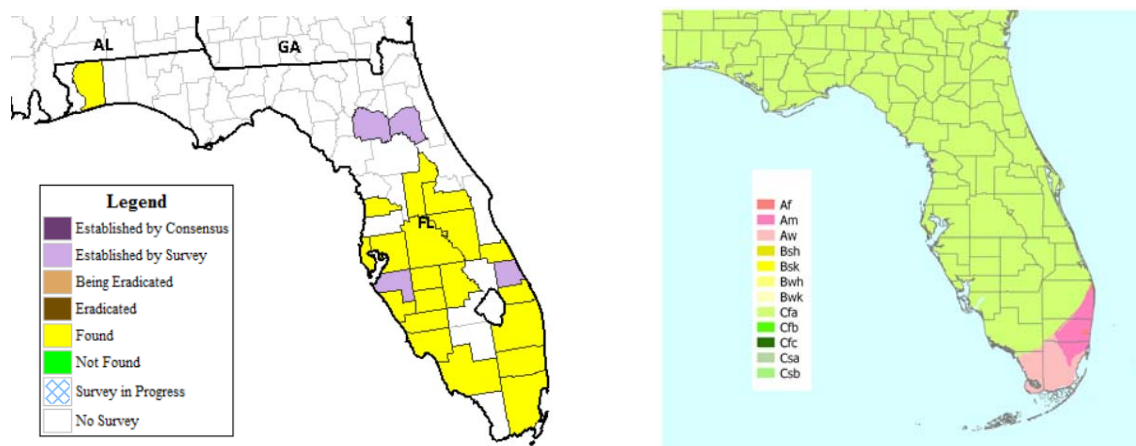 AL
GA
FL
Legend
Established by Consensus
Established by Survey
Being Eradicated
Eradicated
Found
Not Found
Survey in Progress
No Survey
Af
Am
Aw
Bsh
Bsk
Bwh
Bwk
Cfa
Cfb
Cfc
Csa
Csb